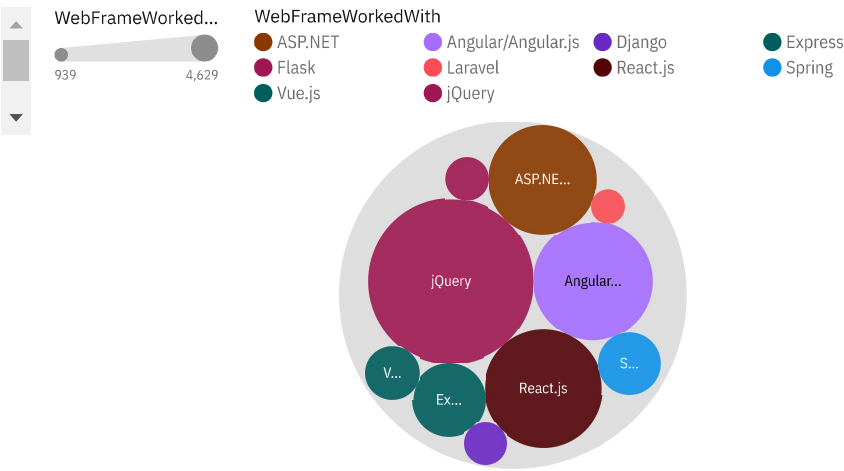 WebFrameWorked...
939 4,629
WebFrameWorkedWith
ASP.NET Angular/Angular.js Django Express
Flask Laravel React.js Spring
Vue.js jQuery
ASP.NE...
jQuery Angular...
V... Ex... React.js S...